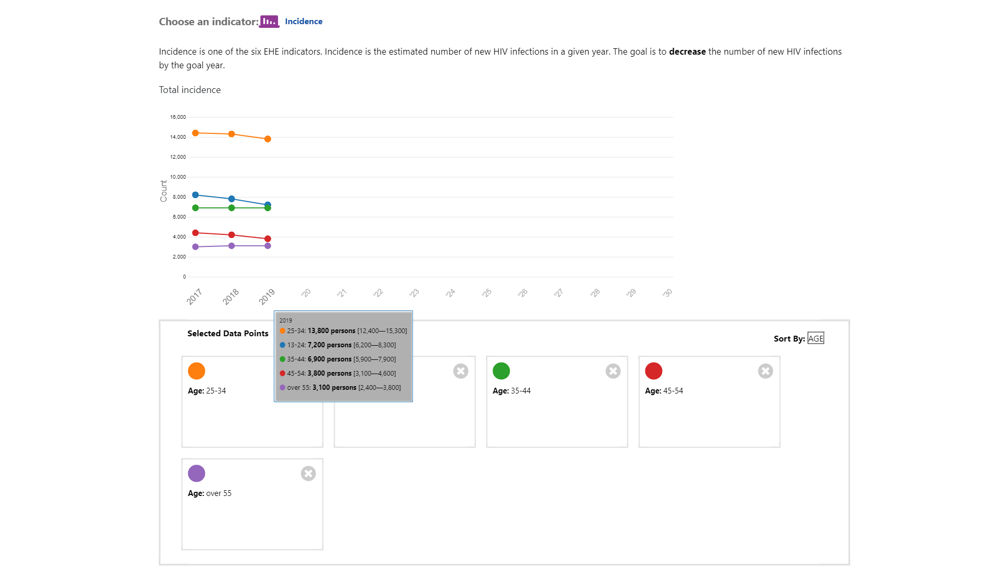 Choose an indicator: Incidence
Incidence is one of the six EHE indicators. Incidence is the estimated number of new HIV infections in a given year. The goal is to decrease the number of new HIV infections
by the goal year.
Total incidence
16,000
14,000
12,000
10,000
8,000
6,000
4,000
2,000
0
Count
2017 2018 2019 '20 '21 '22 '23 '24 '25 '26 '27 '28 '29 '30
2019
25-34: 13,800 persons [12,400—15,300]
13-24: 7,200 persons [6,200—8,300]
35-44: 6,900 persons [5,900—7,900]
45-54: 3,800 persons [3,100—4,600]
over 55: 3,100 persons [2,400—3,800]
Selected Data Points
Sort By: AGE
Age: 25-34
Age: 35-44
Age: 45-54
Age: over 55